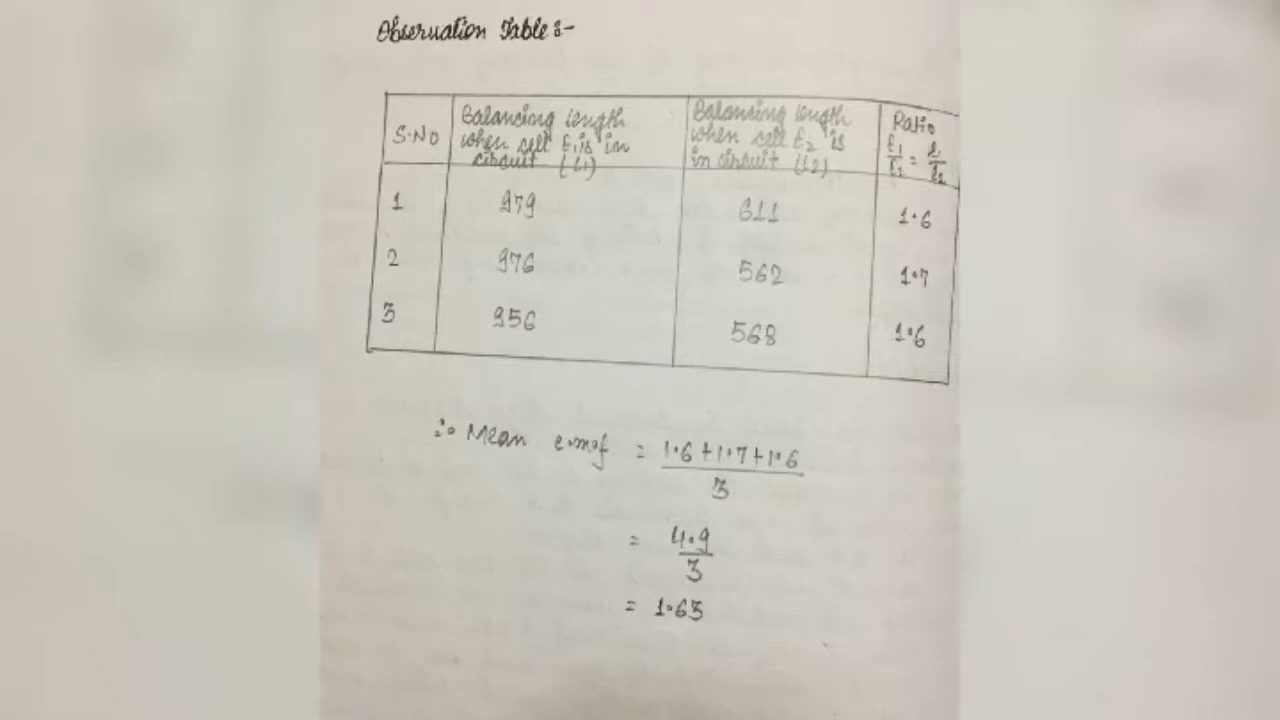 Observation Table :-
S.No
Balancing length
when cell E1 is in
circuit (l1)
Balancing length
when cell E2 is
in circuit (l2)
Ratio
E1/E2 = l/l2
1 979 611 1.6
2 976 562 1.7
3 956 568 1.6
∴ Mean e.m.f = 1.6+1.7+1.6/3
= 4.9/3
= 1.63